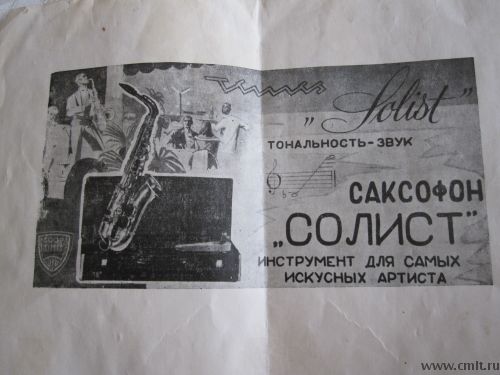 „Solist”
ТОНАЛЬНОСТЬ-ЗВУК
САКСОФОН
„СОЛИСТ”
ИНСТРУМЕНТ ДЛЯ САМЫХ
ИСКУСНЫХ АРТИСТА
www.cmlt.ru